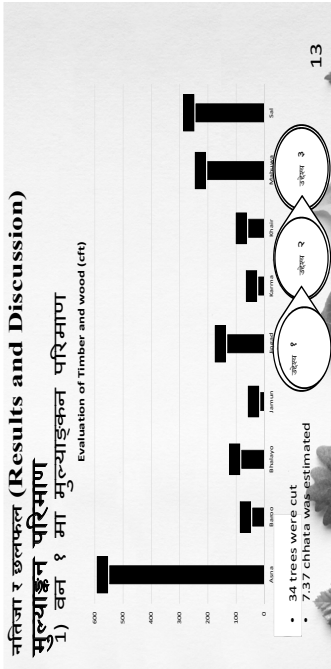 नतिजा र छलफल (Results and Discussion)
मुल्याङ्कन परिमाण
1) वन १ मा मुल्याङ्कन परिमाण
Evaluation of Timber and wood (cft)
600
500
400
300
200
100
0
Asna
Bhalayo
Jamun
Karma
Khair
Sal
• 34 trees were cut
• 7.37 chhata was estimated
उद्देश्य १
उद्देश्य २
उद्देश्य ३
13